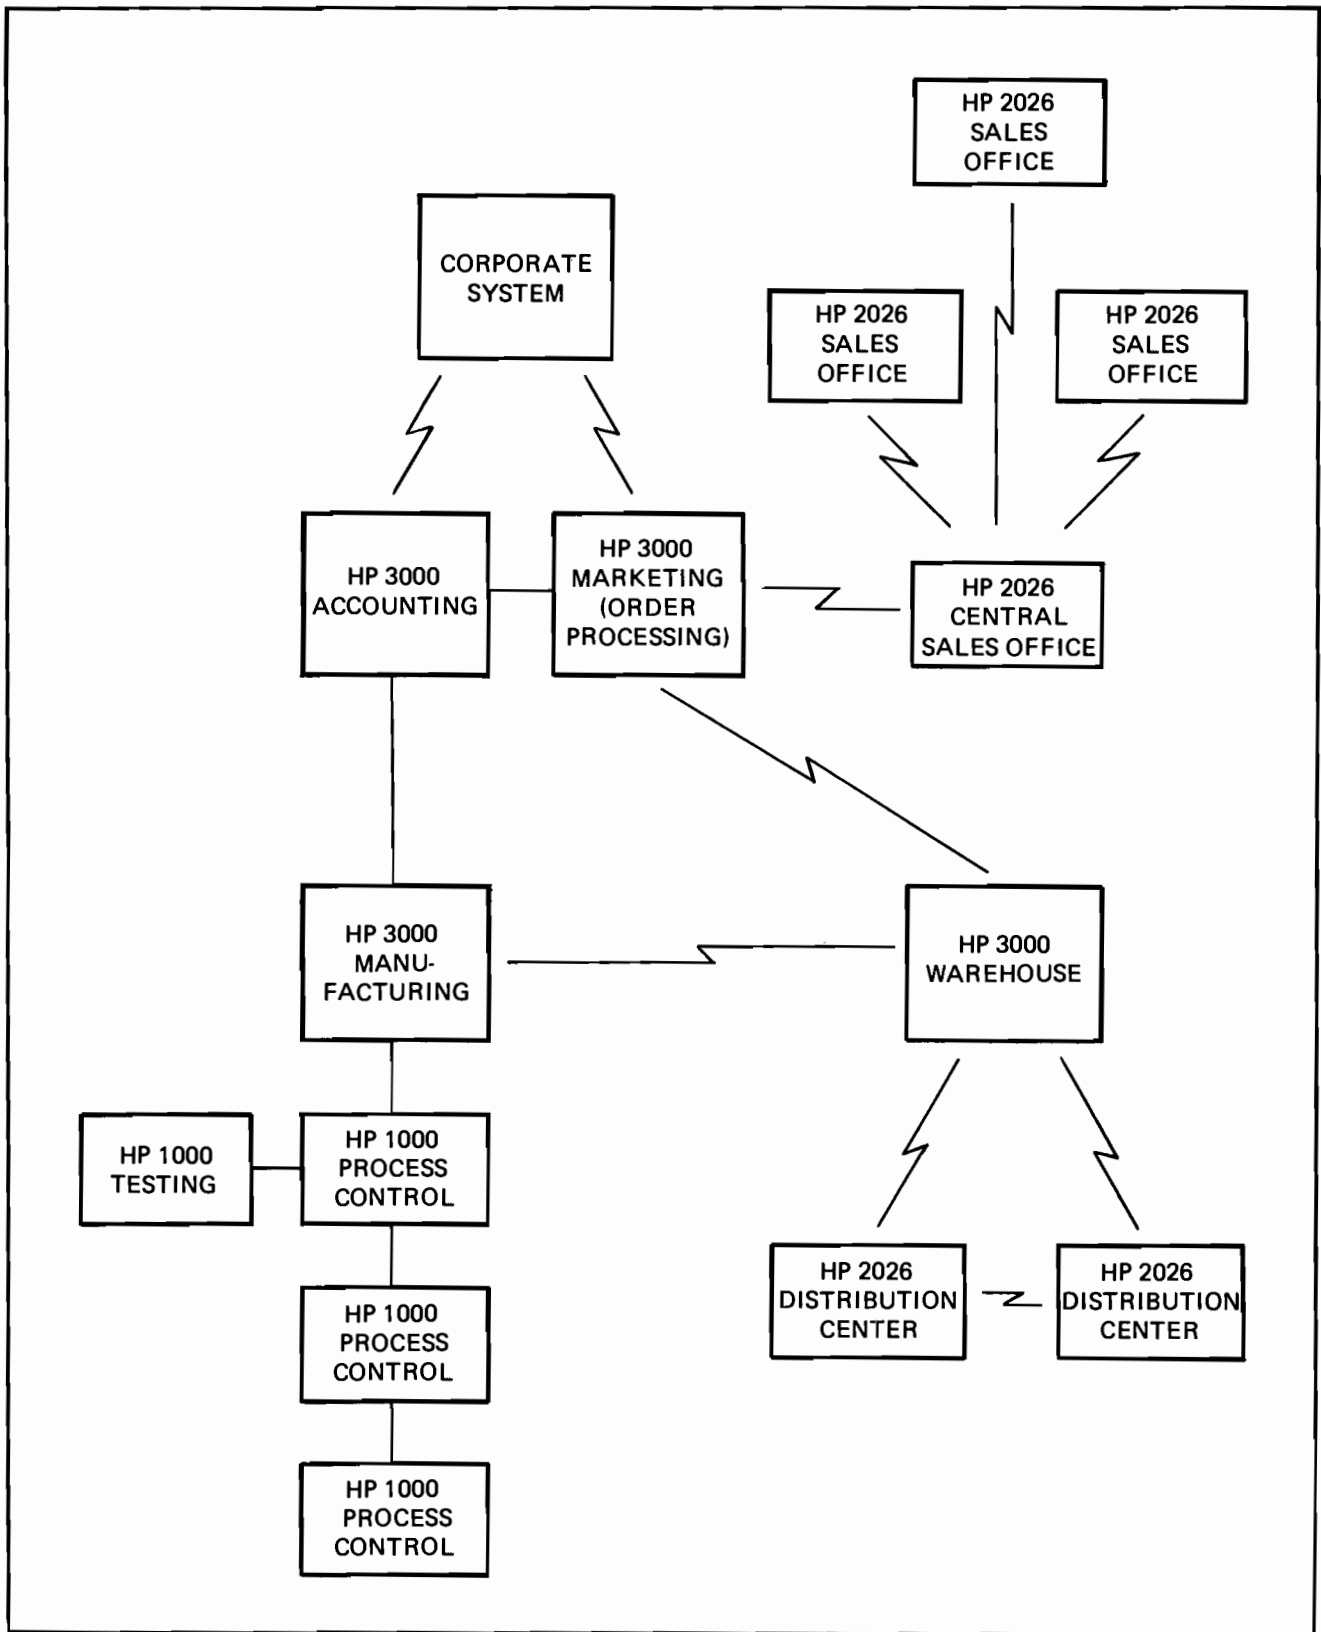 HP 2026
SALES
OFFICE
CORPORATE
SYSTEM
HP 2026
SALES
OFFICE
HP 2026
SALES
OFFICE
HP 3000
ACCOUNTING
HP 3000
MARKETING
(ORDER
PROCESSING)
HP 2026
CENTRAL
SALES OFFICE
HP 3000
MANU-
FACTURING
HP 3000
WAREHOUSE
HP 1000
TESTING
HP 1000
PROCESS
CONTROL
HP 2026
DISTRIBUTION
CENTER
HP 2026
DISTRIBUTION
CENTER
HP 1000
PROCESS
CONTROL
HP 1000
PROCESS
CONTROL